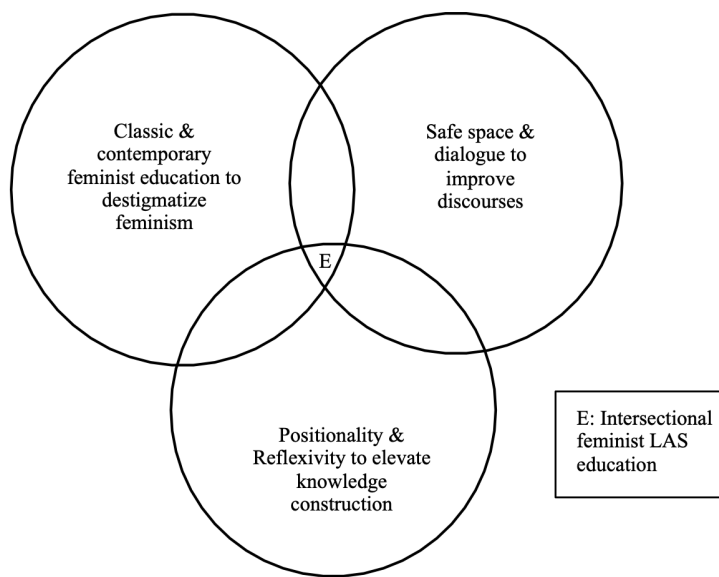 Classic &
contemporary
feminist education to
destigmatize
feminism
Safe space &
dialogue to
improve
discourses
E
Positionality &
Reflexivity to elevate
knowledge
construction
E: Intersectional
feminist LAS
education